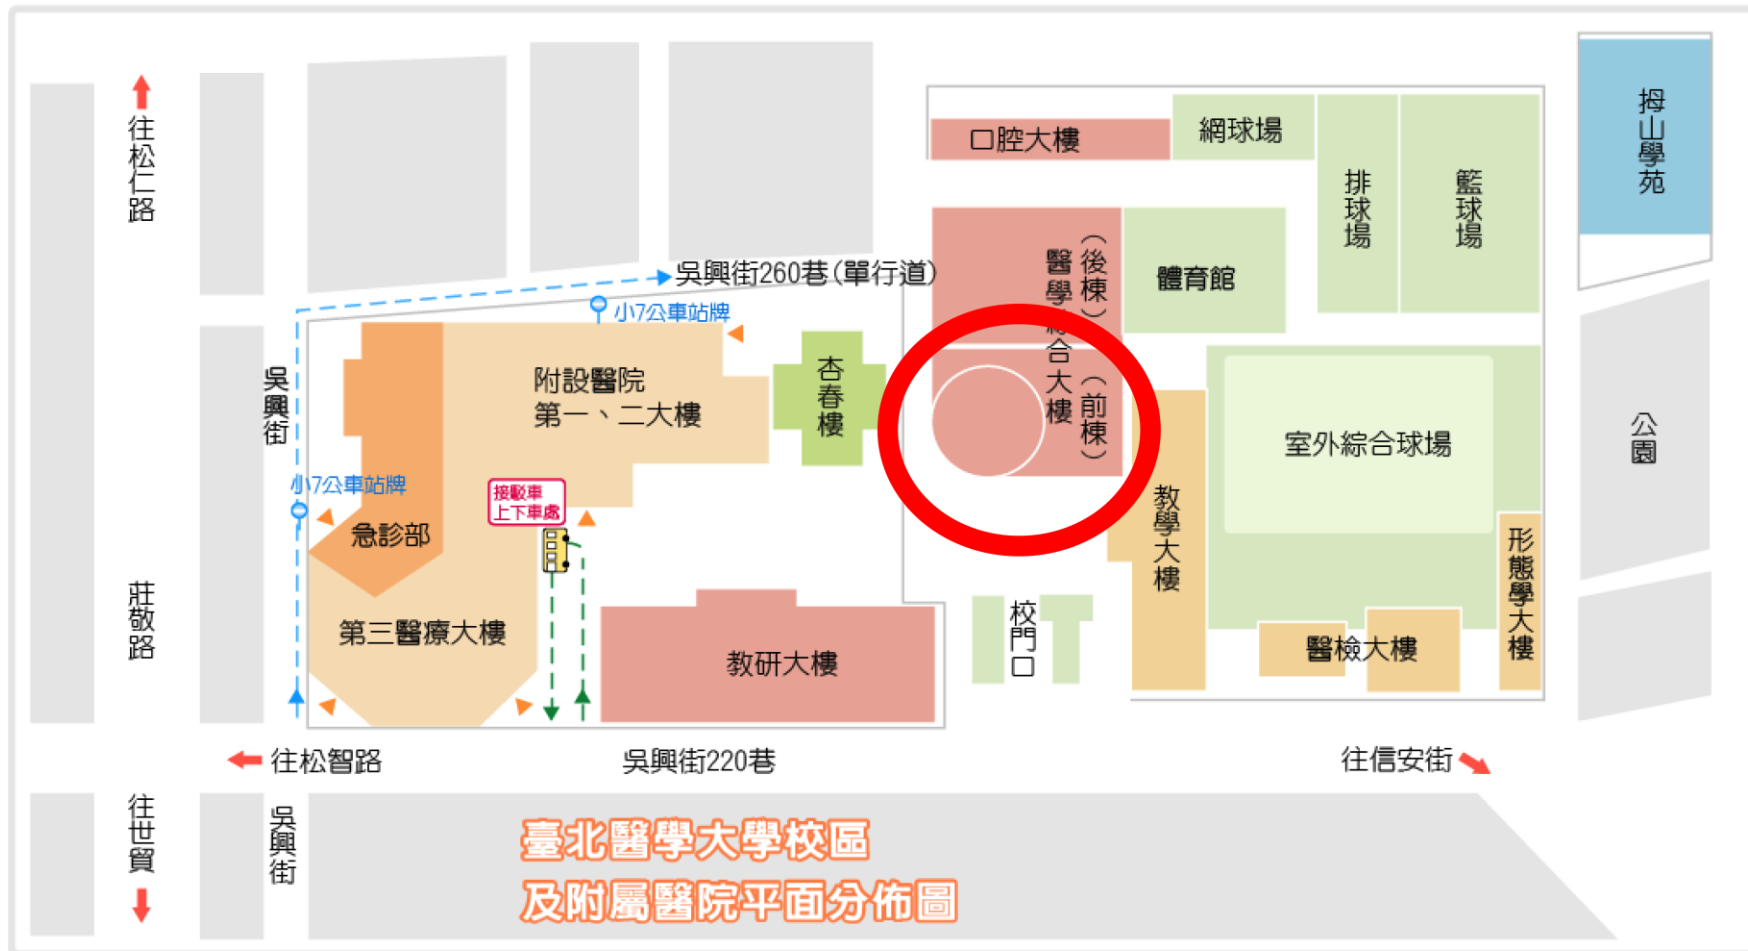 往松仁路
口腔大樓
網球場
排球場
籃球場
拇山學苑
吳興街260巷(單行道)
小7公車站牌
醫學綜合大樓
(後棟)
(前棟)
體育館
吳興街
附設醫院
第一、二大樓
杏春樓
室外綜合球場
公園
小7公車站牌
接駁車
上下車處
急診部
教學大樓
形態學大樓
莊敬路
第三醫療大樓
教研大樓
校門口
醫檢大樓
往松智路
吳興街220巷
往信安街
往世貿
吳興街
臺北醫學大學校區
及附屬醫院平面分佈圖